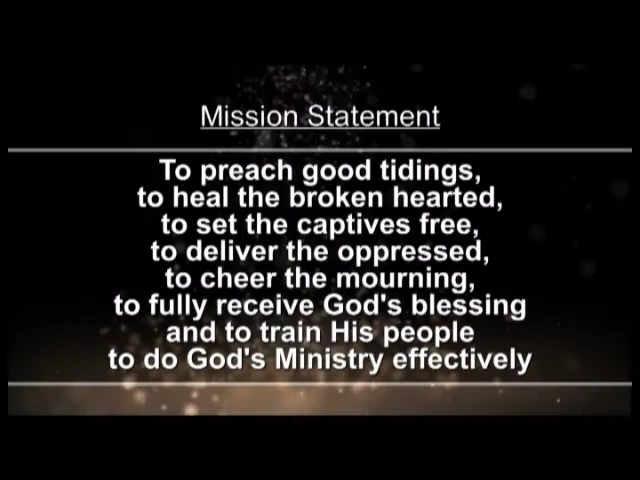 Mission Statement
To preach good tidings,
to heal the broken hearted,
to set the captives free,
to deliver the oppressed,
to cheer the mourning,
to fully receive God's blessing
and to train His people
to do God's Ministry effectively